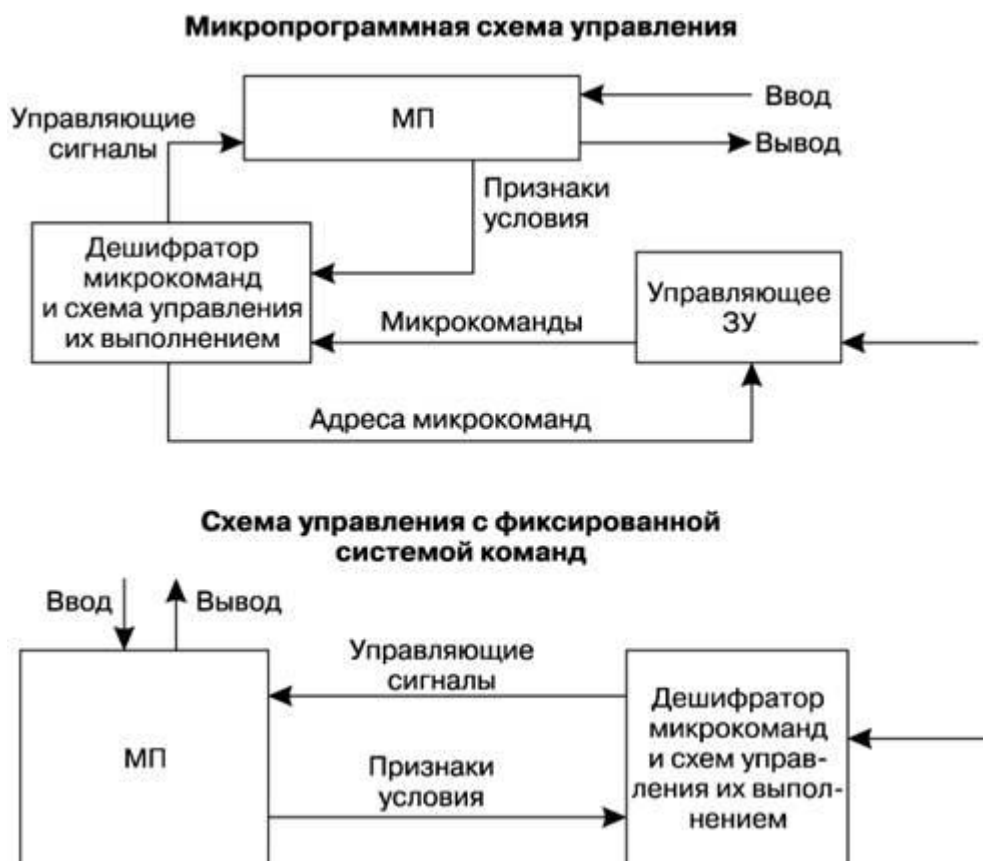 Микропрограммная схема управления
Управляющие
сигналы
МП
Ввод
Вывод
Признаки
условия
Дешифратор
микрокоманд
и схема управления
их выполнением
Микрокоманды
Управляющее
ЗУ
Адреса микрокоманд
Схема управления с фиксированной
системой команд
Ввод
Вывод
МП
Управляющие
сигналы
Признаки
условия
Дешифратор
микрокоманд
и схем управ-
ления их выпол-
нением